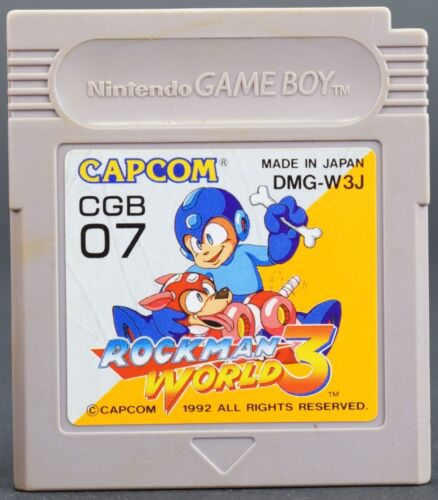 Nintendo GAME BOY TM
CAPCOM®
MADE IN JAPAN
DMG-W3J
CGB
07
ROCKMAN
WORLD 3 TM
©CAPCOM 1992 ALL RIGHTS RESERVED.